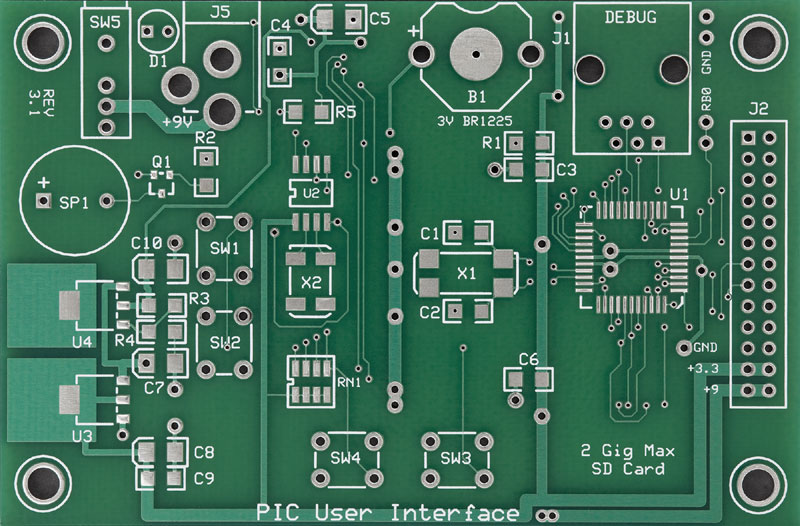 SW5
D1
J5
C4
C5
+
B1
3V BR1225
J1
DEBUG
RB0 GND
J2
REV
3.1
+9V
R2
R5
R1
C3
Q1
+
SP1
U2
U1
C10
SW1
X2
C1
X1
C2
R3
R4
U4
SW2
GND
+3.3
+9
C7
RN1
C6
U3
C8
C9
SW4
SW3
2 Gig Max
SD Card
PIC User Interface